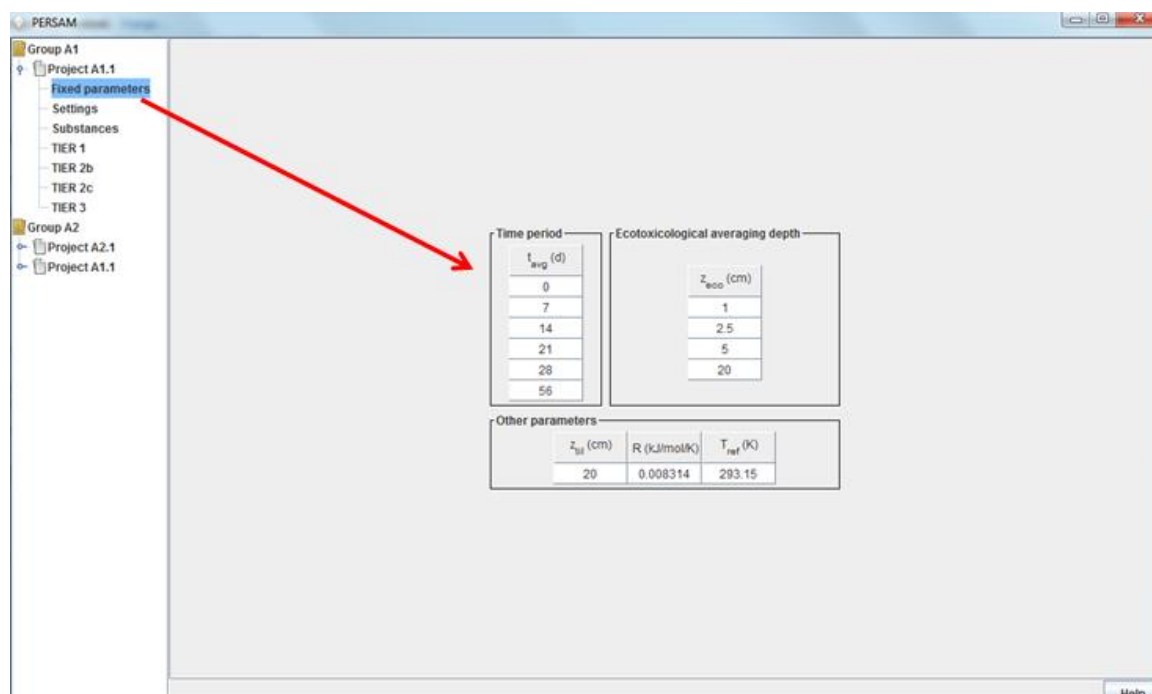 PERSAM
Group A1
Project A1.1
Fixed parameters
Settings
Substances
TIER 1
TIER 2b
TIER 2c
TIER 3
Group A2
Project A2.1
Project A1.1
Time period
t_avg (d)
0
7
14
21
28
56
Ecotoxicological averaging depth
z_eco (cm)
1
2.5
5
20
Other parameters
z_til (cm) R (kJ/mol/K) T_ref (K)
20 0.008314 293.15
Help